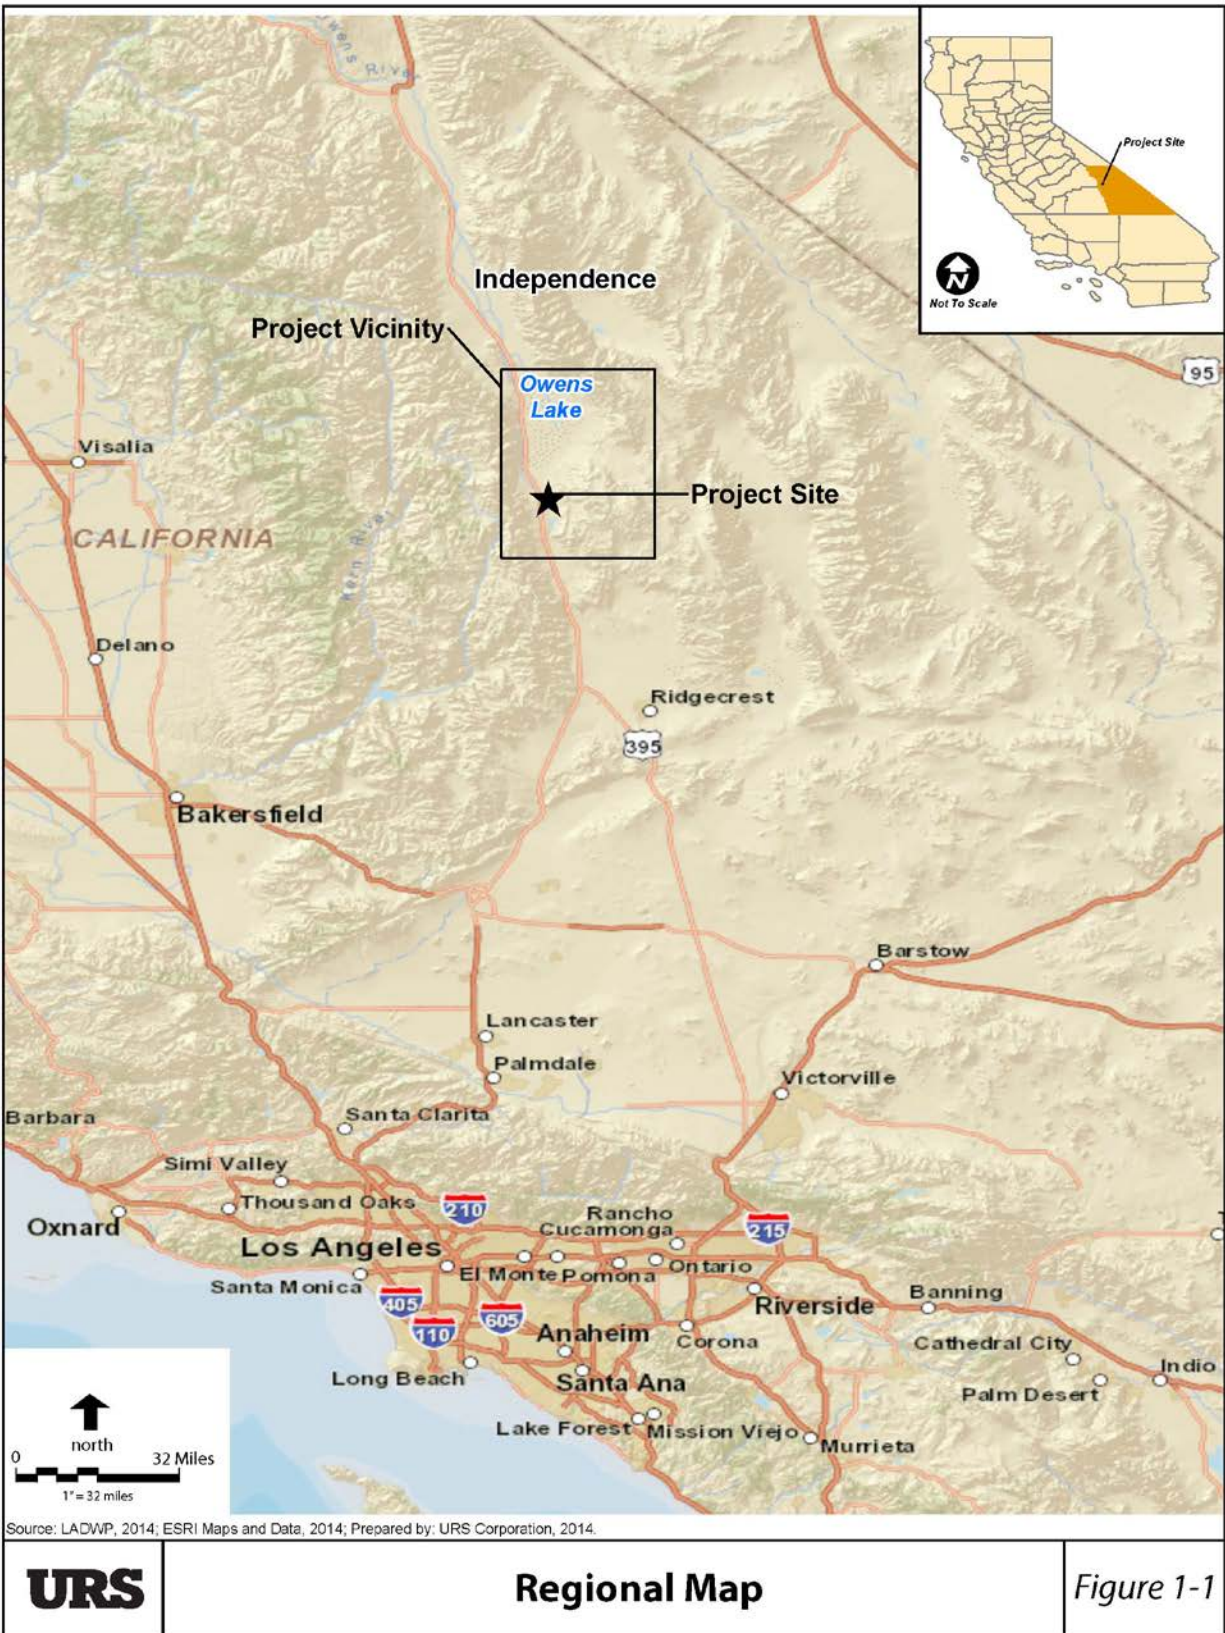 Owens River
Project Site
N
Not To Scale
Independence
Project Vicinity
95
Owens
Lake
Visalia
Project Site
CALIFORNIA
Kern River
Delano
Ridgecrest
395
Bakersfield
Barstow
Lancaster
Palmdale
Victorville
Barbara
Santa Clarita
Simi Valley
Thousand Oaks
210
Rancho
Cucamonga
215
Oxnard
Los Angeles
El Monte
Pomona
Ontario
Santa Monica
405
110
605
Riverside
Banning
Anaheim
Corona
Cathedral City
Long Beach
Santa Ana
Indio
Palm Desert
Lake Forest
Mission Viejo
Murrieta
north
0
32 Miles
1"= 32 miles
Source: LADWP, 2014; ESRI Maps and Data, 2014; Prepared by: URS Corporation, 2014.
URS
Regional Map
Figure 1-1